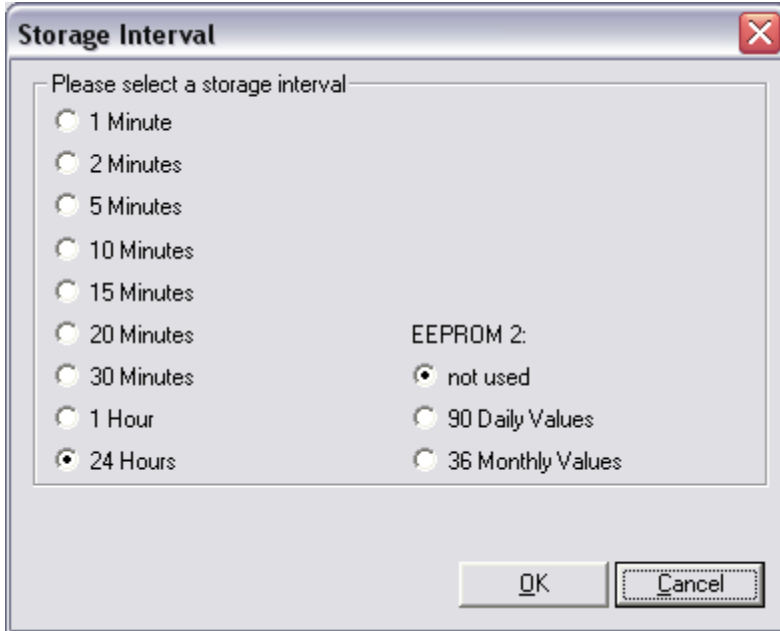 Storage Interval
Please select a storage interval
1 Minute
2 Minutes
5 Minutes
10 Minutes
15 Minutes
20 Minutes
30 Minutes
1 Hour
24 Hours
EEPROM 2:
not used
90 Daily Values
36 Monthly Values
OK
Cancel